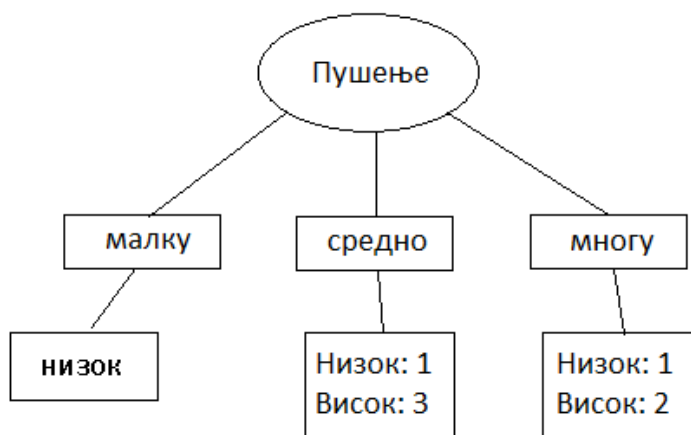 Пушење
малку
средно
многу
низок
Низок: 1
Висок: 3
Низок: 1
Висок: 2